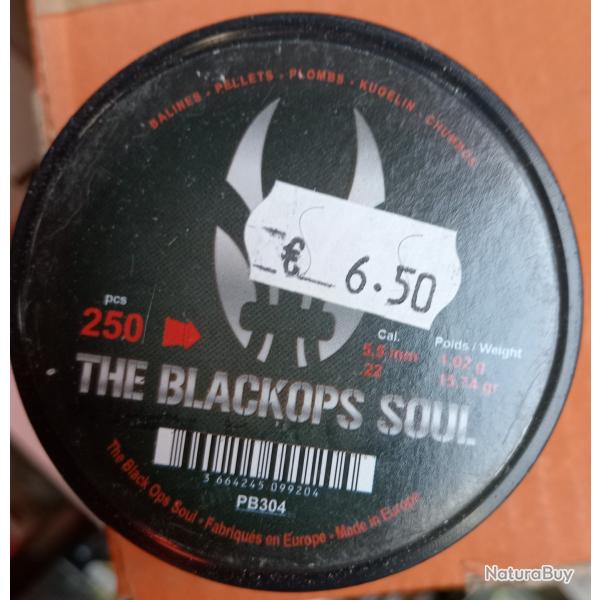 BALINES - PELLETS - PLOMBS - KUGELIN - CHUMBOS
€ 6.50
pcs
250
Cal.
5,5 mm
.22
Poids / Weight
1,02 g
15,74 gr
THE BLACKOPS SOUL
3 664245 099204
PB304
The Black Ops Soul - Fabriqués en Europe - Made in Europe
NaturaBuy